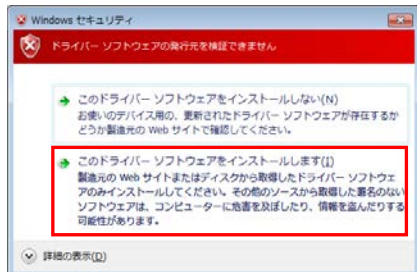 Windows セキュリティ
ドライバー ソフトウェアの発行元を検証できません
このドライバー ソフトウェアをインストールしない(N)
お使いのデバイス用の、更新されたドライバー ソフトウェアが存在するか
どうか製造元の Web サイトで確認してください。
このドライバー ソフトウェアをインストールします(I)
製造元の Web サイトまたはディスクから取得したドライバー ソフトウェ
アのみインストールしてください。その他のソースから取得した署名のない
ソフトウェアは、コンピューターに危害を及ぼしたり、情報を盗んだりする
可能性があります。
詳細の表示(D)